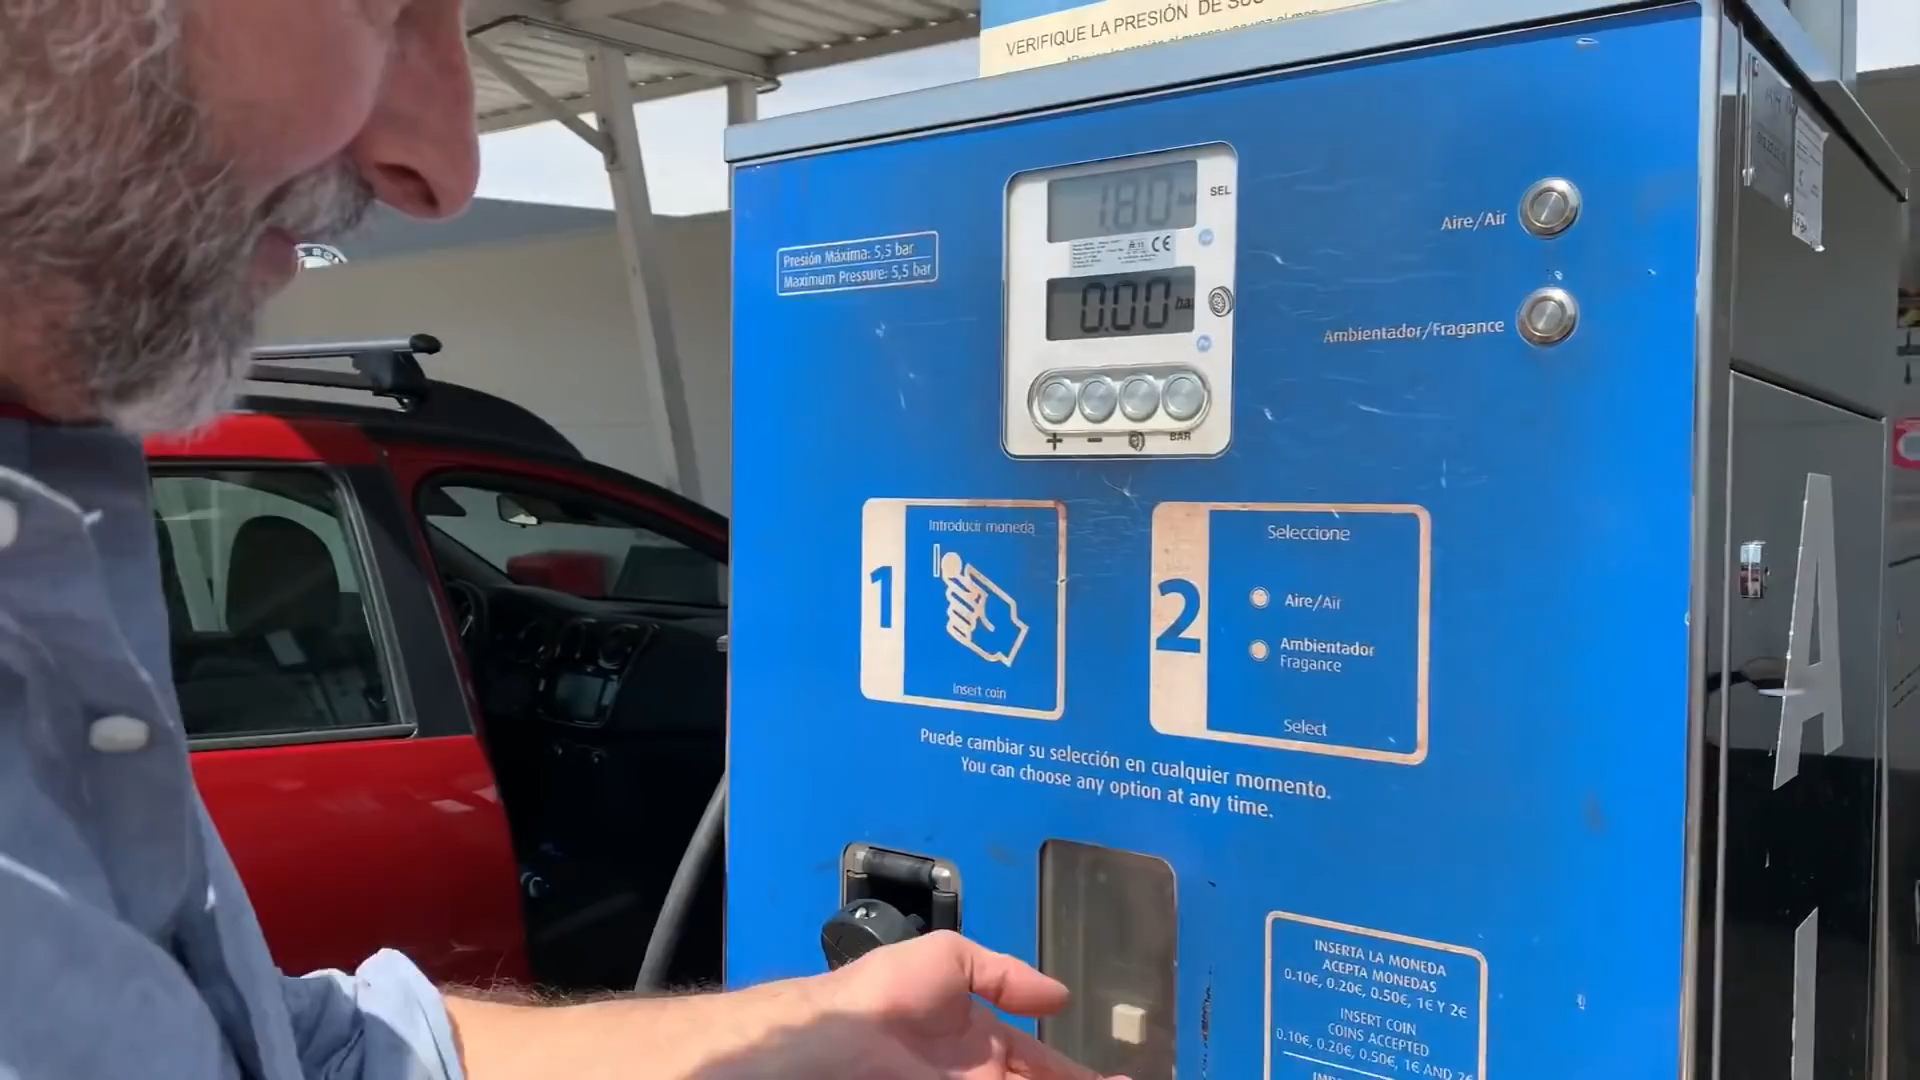 VERIFIQUE LA PRESIÓN DE SUS
Presión Máxima: 5,5 bar
Maximum Pressure: 5,5 bar
1.80
SEL
CE
0.00 bar
+ - BAR
Aire/Air
Ambientador/Fragance
Introducir moneda
1
Insert coin
Seleccione
2
Aire/Air
Ambientador
Fragance
Select
Puede cambiar su selección en cualquier momento.
You can choose any option at any time.
INSERTA LA MONEDA
ACEPTA MONEDAS
0.10€, 0.20€, 0.50€, 1€ Y 2€
INSERT COIN
COINS ACCEPTED
0.10€, 0.20€, 0.50€, 1€ AND 2€
A